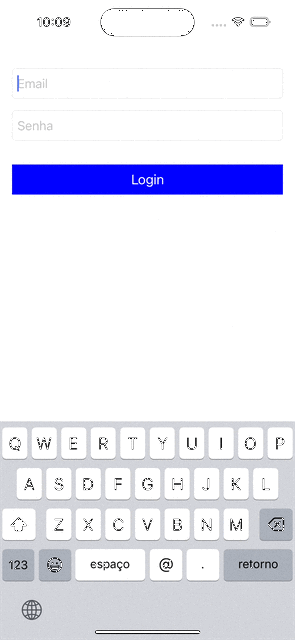 10:09
Email
Senha
Login
Q W E R T Y U I O P
A S D F G H J K L
Z X C V B N M
123 espaço @ . retorno